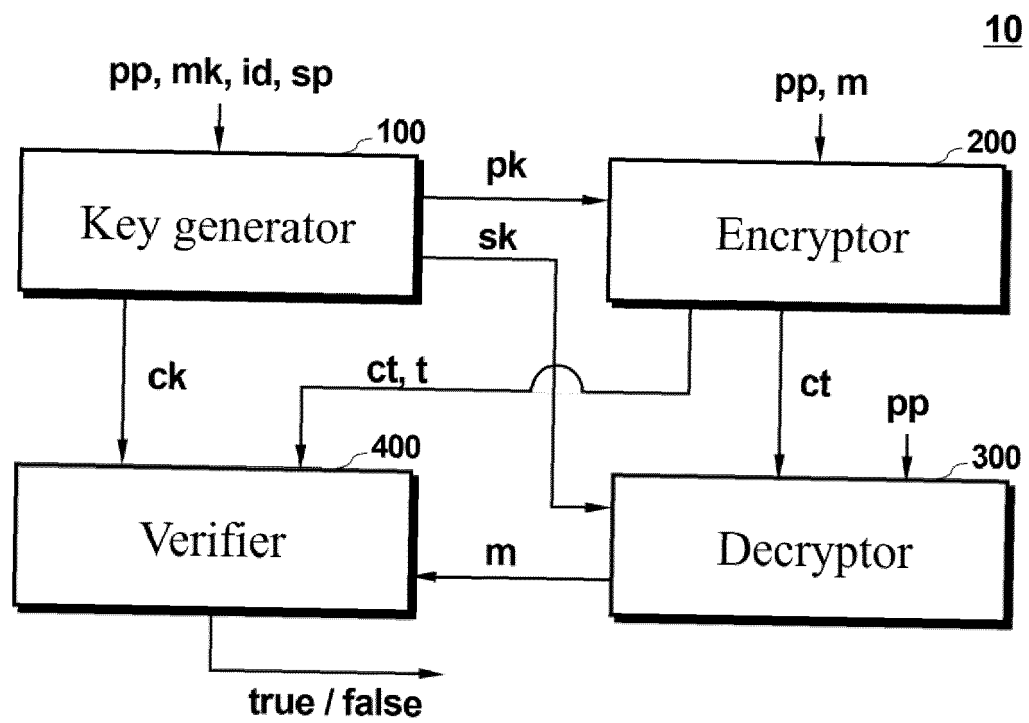 10
pp, mk, id, sp
pp, m
100
200
Key generator
pk
Encryptor
sk
ck
ct, t
ct
pp
400
300
Verifier
m
Decryptor
true / false